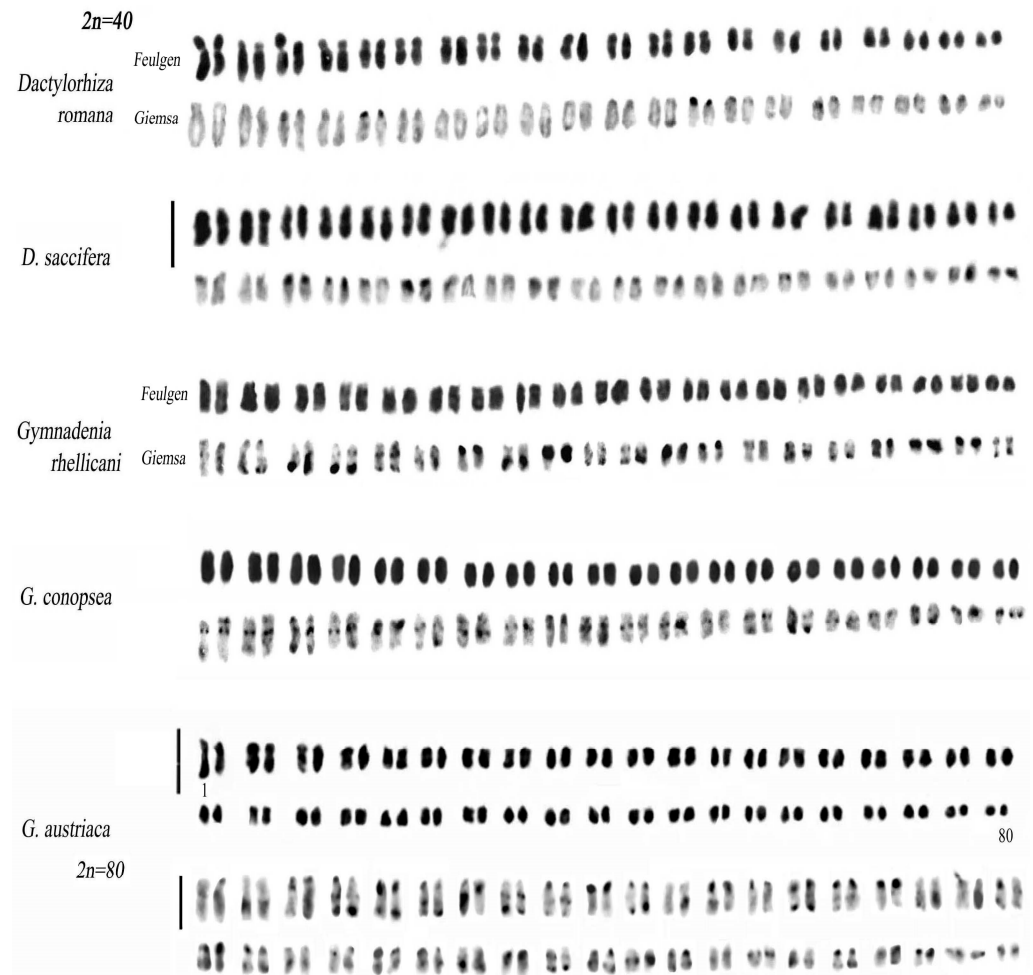 2n=40
Feulgen
Dactylorhiza
romana
Giemsa
D. saccifera
Feulgen
Gymnadenia
rhellicani
Giemsa
G. conopsea
1
G. austriaca
80
2n=80